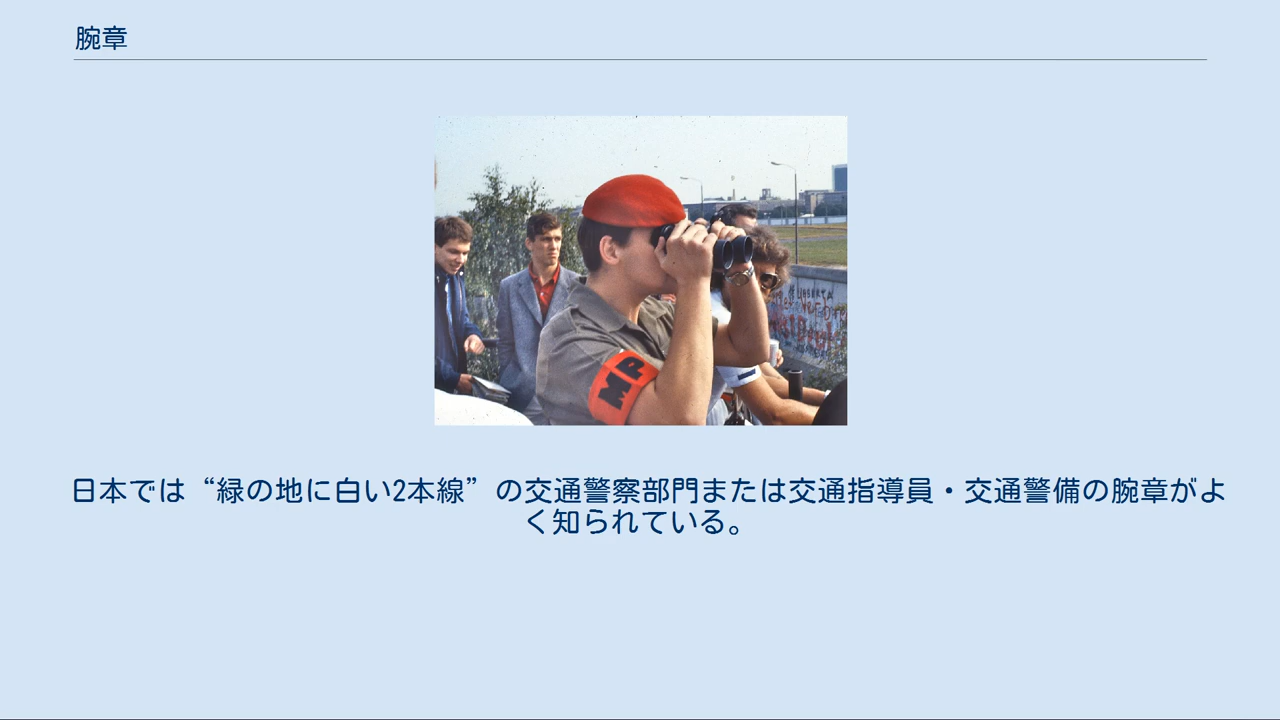 腕章
MP
日本では“緑の地に白い2本線”の交通警察部門または交通指導員・交通警備の腕章がよ
く知られている。